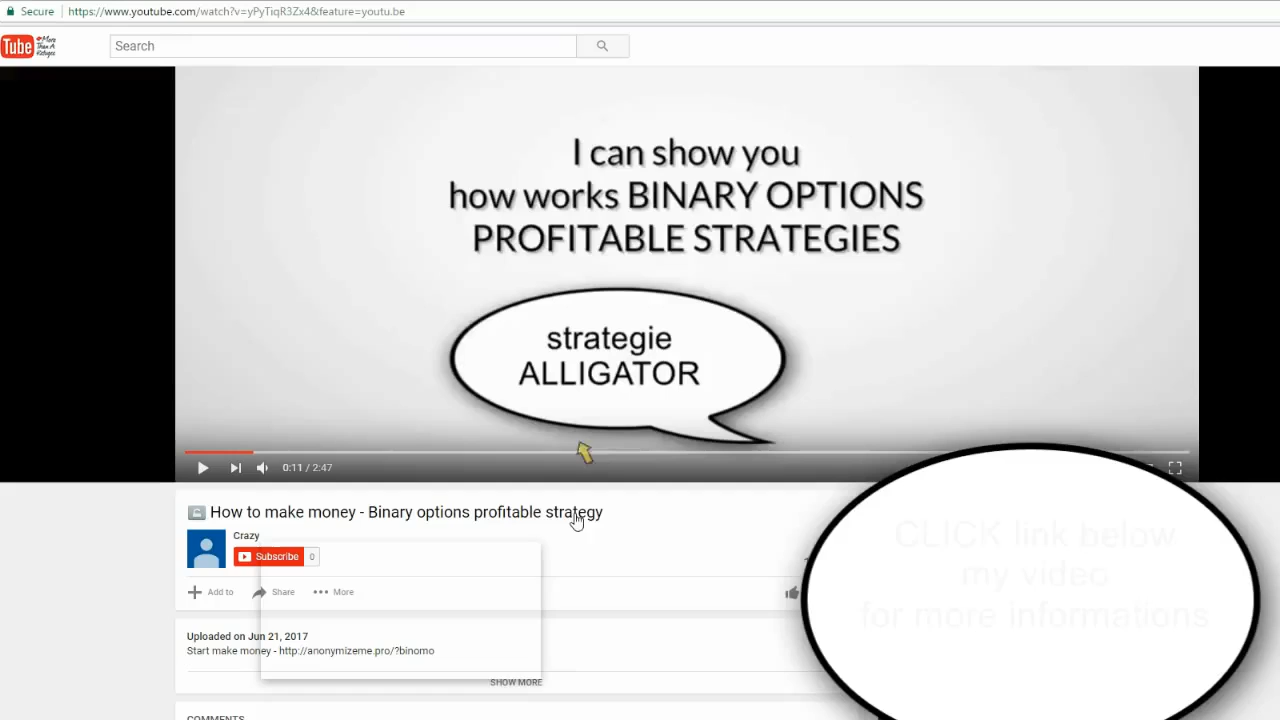 Secure https://www.youtube.com/watch?v=yPyTiqR3Zx4&feature=youtu.be
Tube More Than A Refugee
Search
I can show you
how works BINARY OPTIONS
PROFITABLE STRATEGIES
strategie
ALLIGATOR
0:11 / 2:47
How to make money - Binary options profitable strategy
Crazy
Subscribe 0
Add to Share More
Uploaded on Jun 21, 2017
Start make money - http://anonymizeme.pro/?binomo
SHOW MORE
COMMENTS
CLICK link below
my video
for more Informations